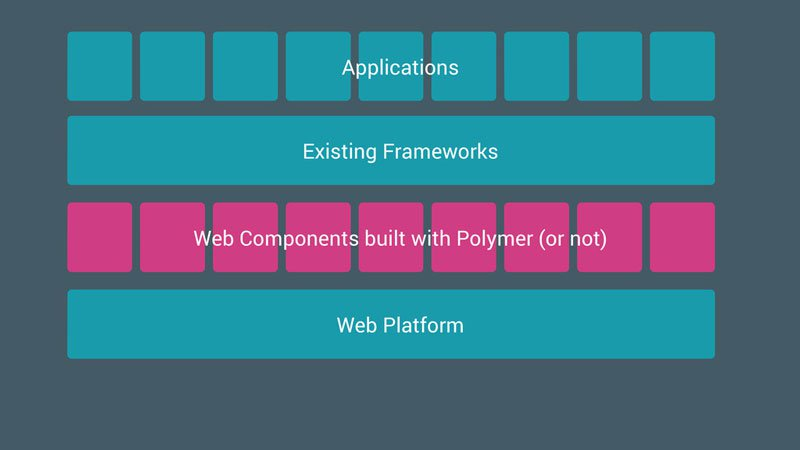 Applications
Existing Frameworks
Web Components built with Polymer (or not)
Web Platform